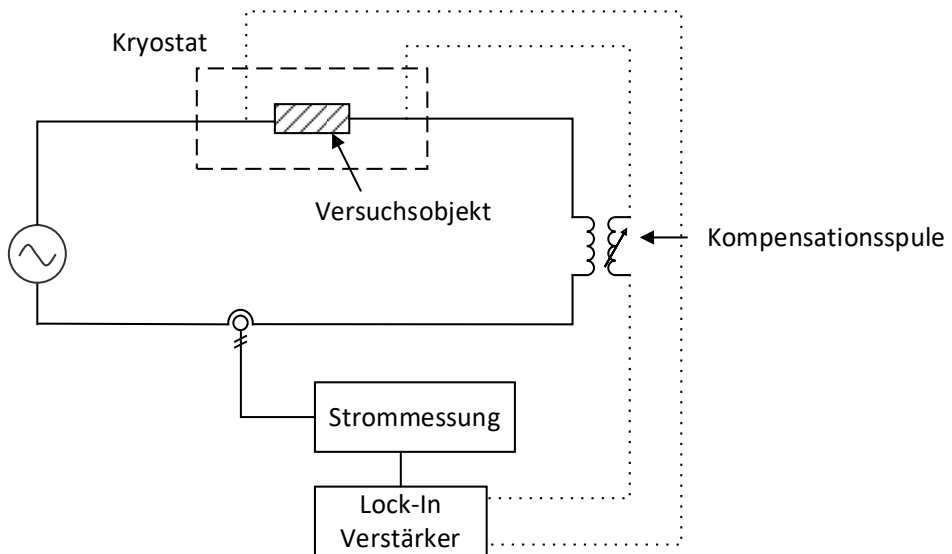 Kryostat
Versuchsobjekt
Kompensationsspule
Strommessung
Lock-In
Verstärker